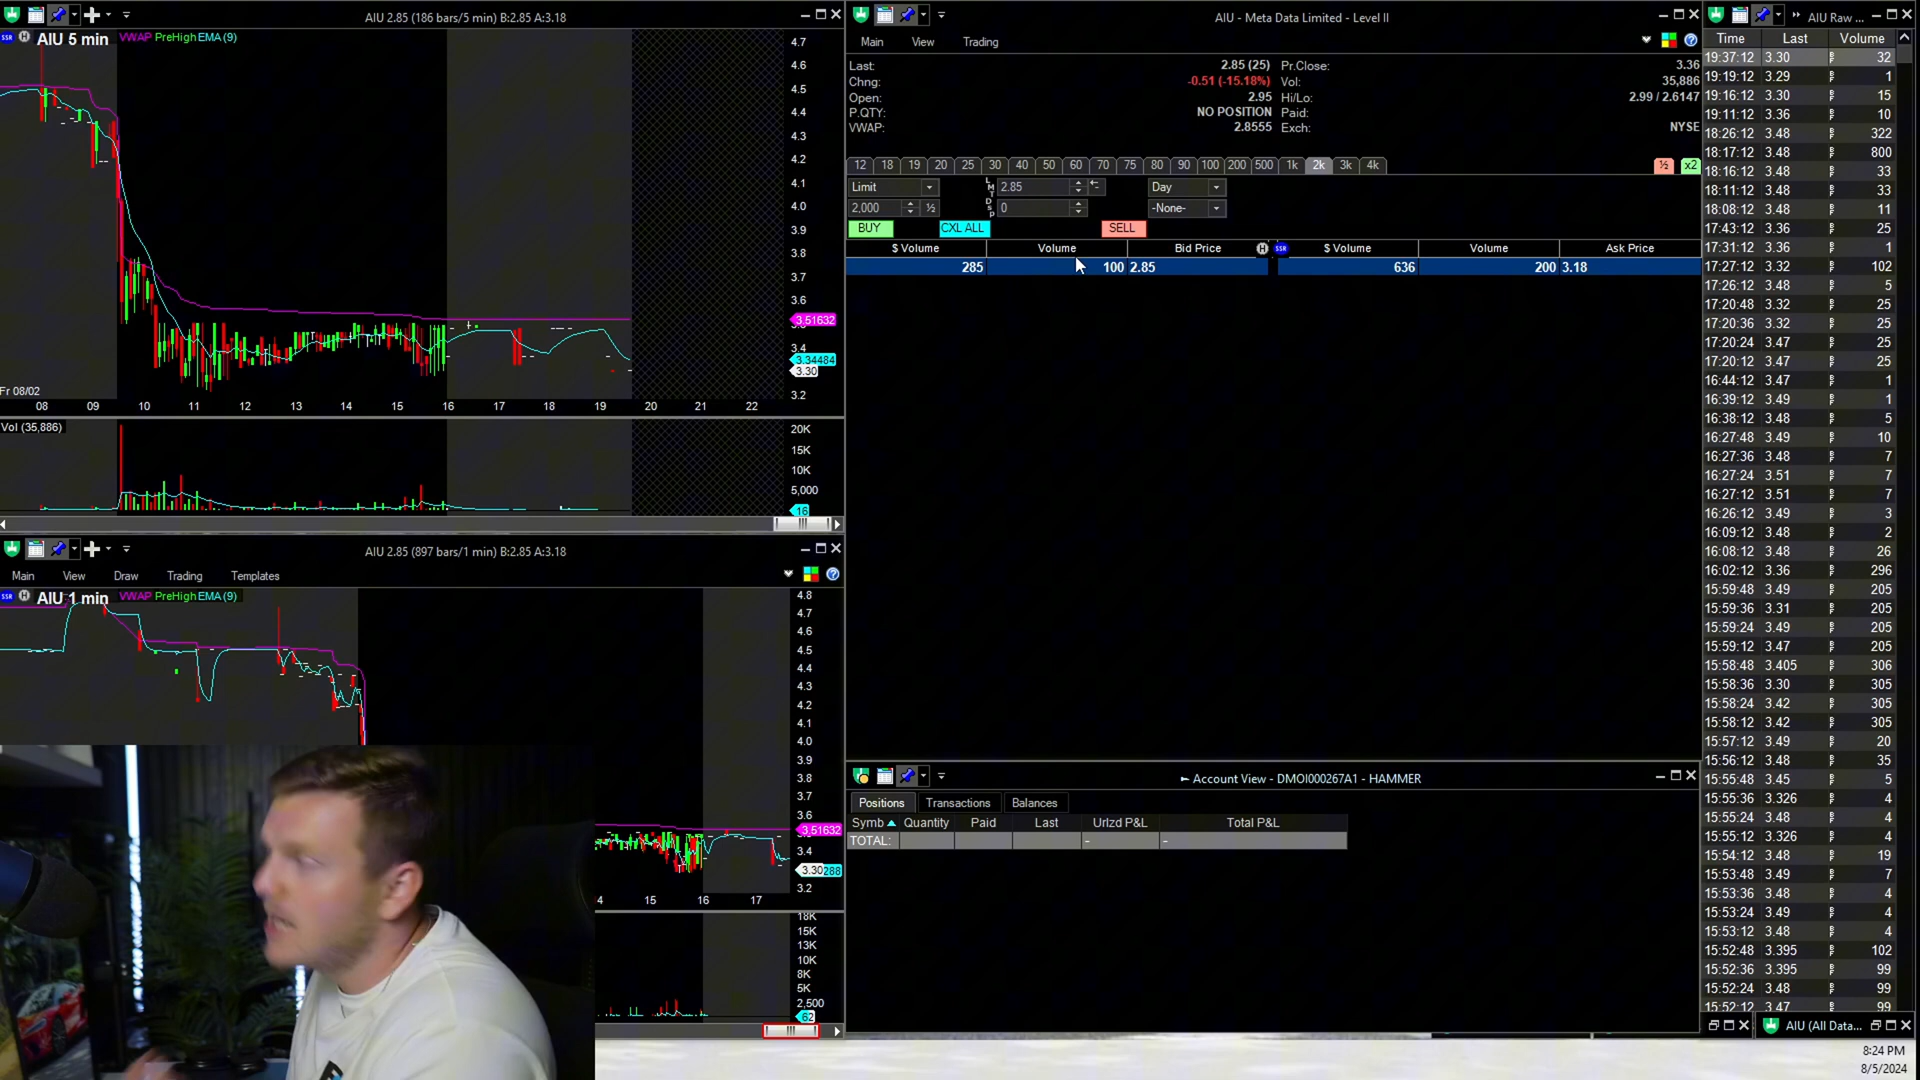 AIU 2.85 (186 bars/5 min) B:2.85 A:3.18
SSR H AIU 5 min VWAP PreHigh EMA (9)
4.7
4.6
4.5
4.4
4.3
4.2
4.1
4.0
3.9
3.8
3.7
3.6
3.51632
3.4
3.34484
3.30
3.2
Fr 08/02
08 09 10 11 12 13 14 15 16 17 18 19 20 21 22
Vol (35,886)
20K
15K
10K
5,000
16
AIU 2.85 (897 bars/1 min) B:2.85 A:3.18
Main View Draw Trading Templates
SSR H AIU 1 min VWAP PreHigh EMA (9)
4.8
4.7
4.6
4.5
4.4
4.3
4.2
4.1
4.0
3.9
3.8
3.7
3.6
3.51632
3.4
3.30288
3.2
4 15 16 17
18K
15K
13K
10K
8K
5K
2,500
62
AIU - Meta Data Limited - Level II
Main View Trading
Last: 2.85 (25) Pr.Close: 3.36
Chng: -0.51 (-15.18%) Vol: 35,886
Open: 2.95 Hi/Lo: 2.99 / 2.6147
P.QTY: NO POSITION Paid:
VWAP: 2.8555 Exch: NYSE
12 18 19 20 25 30 40 50 60 70 75 80 90 100 200 500 1k 2k 3k 4k ½ x2
Limit LMT 2.85 Day
2,000 ½ Dsp 0 -None-
BUY CXL ALL SELL
$ Volume Volume Bid Price H SSR $ Volume Volume Ask Price
285 100 2.85 636 200 3.18
Account View - DMOI000267A1 - HAMMER
Positions Transactions Balances
Symb Quantity Paid Last Urlzd P&L Total P&L
TOTAL: - -
AIU Raw ...
Time Last Volume
19:37:12 3.30 32
19:19:12 3.29 1
19:16:12 3.30 15
19:11:12 3.36 10
18:26:12 3.48 322
18:17:12 3.48 800
18:16:12 3.48 33
18:11:12 3.48 33
18:08:12 3.48 11
17:43:12 3.36 25
17:31:12 3.36 1
17:27:12 3.32 102
17:26:12 3.48 5
17:20:48 3.32 25
17:20:36 3.32 25
17:20:24 3.47 25
17:20:12 3.47 25
16:44:12 3.47 1
16:39:12 3.49 1
16:38:12 3.48 5
16:27:48 3.49 10
16:27:36 3.48 7
16:27:24 3.51 7
16:27:12 3.51 7
16:26:12 3.49 3
16:09:12 3.48 2
16:08:12 3.48 26
16:02:12 3.36 296
15:59:48 3.49 205
15:59:36 3.31 205
15:59:24 3.49 205
15:59:12 3.47 205
15:58:48 3.405 306
15:58:36 3.30 305
15:58:24 3.42 305
15:58:12 3.42 305
15:57:12 3.49 20
15:56:12 3.48 35
15:55:48 3.45 5
15:55:36 3.326 4
15:55:24 3.48 4
15:55:12 3.326 4
15:54:12 3.48 19
15:53:48 3.49 7
15:53:36 3.48 4
15:53:24 3.49 4
15:53:12 3.48 4
15:52:48 3.395 102
15:52:36 3.395 99
15:52:24 3.48 99
15:52:12 3.47 99
AIU (All Data...
8:24 PM
8/5/2024